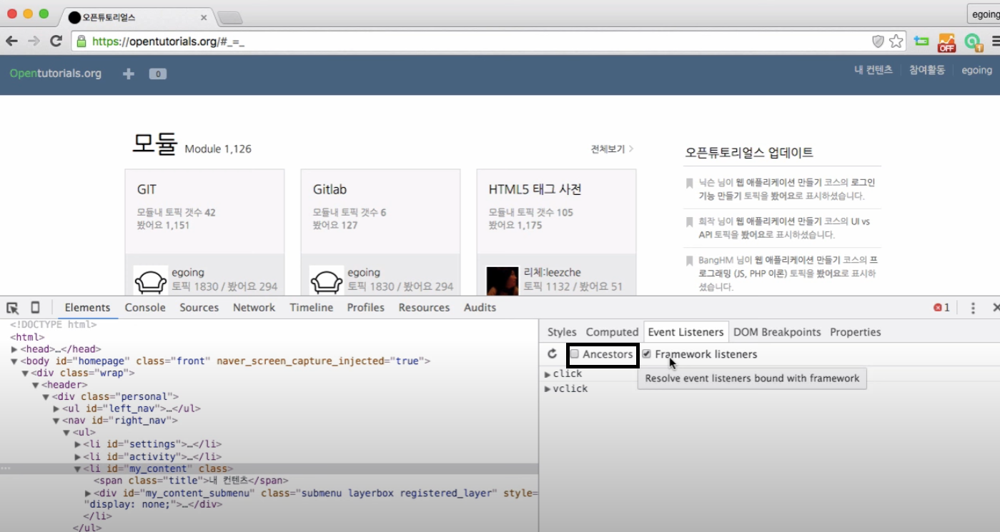 오픈튜토리얼스
egoing
https://opentutorials.org/#_=_
OFF
1
Opentutorials.org
0
내 컨텐츠
참여활동
egoing
모듈 Module 1,126
전체보기
GIT
모듈내 토픽 갯수 42
봤어요 1,151
egoing
토픽 1830 / 봤어요 294
Gitlab
모듈내 토픽 갯수 6
봤어요 127
egoing
토픽 1830 / 봤어요 294
HTML5 태그 사전
모듈내 토픽 갯수 105
봤어요 1,175
리체:leezche
토픽 1132 / 봤어요 51
오픈튜토리얼스 업데이트
닉슨 님이 웹 애플리케이션 만들기 코스의 로그인
기능 만들기 토픽을 봤어요로 표시하셨습니다.
희작 님이 웹 애플리케이션 만들기 코스의 UI vs
API 토픽을 봤어요로 표시하셨습니다.
BangHM 님이 웹 애플리케이션 만들기 코스의 프
로그래밍 (JS, PHP 이론) 토픽을 봤어요로 표시하
셨습니다.
Elements Console Sources Network Timeline Profiles Resources Audits
1
<!DOCTYPE html>
<html>
<head>…</head>
<body id="homepage" class="front" naver_screen_capture_injected="true">
<div class="wrap">
<header>
<div class="personal">
<ul id="left_nav">…</ul>
<nav id="right_nav">
<ul>
<li id="settings">…</li>
<li id="activity">…</li>
<li id="my_content" class>
<span class="title">내 컨텐츠</span>
<div id="my_content_submenu" class="submenu layerbox registered_layer" style=
"display: none;">…</div>
</li>
</ul>
Styles Computed Event Listeners DOM Breakpoints Properties
Ancestors Framework listeners
click
Resolve event listeners bound with framework
vclick